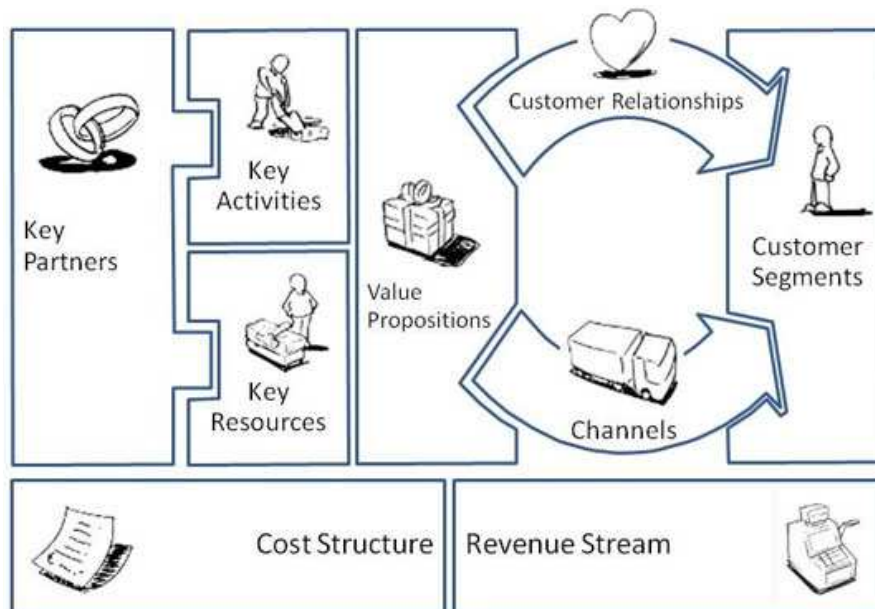 Key
Partners
Key
Activities
Key
Resources
Value
Propositions
Customer Relationships
Channels
Customer
Segments
Cost Structure
Revenue Stream